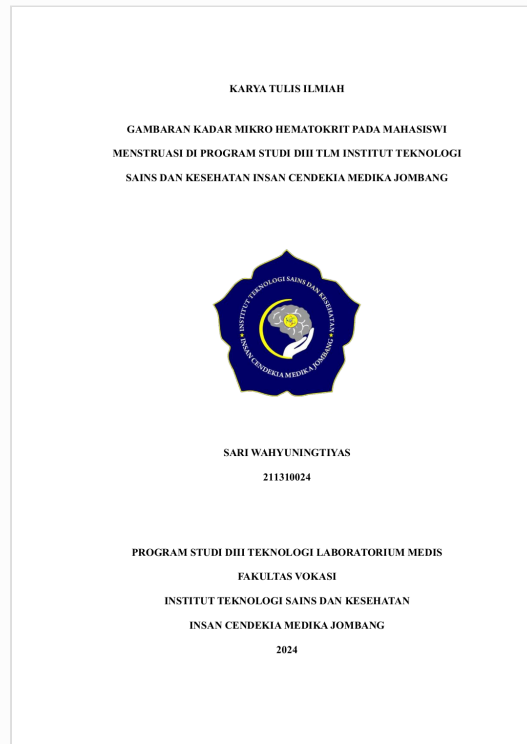 KARYA TULIS ILMIAH
GAMBARAN KADAR MIKRO HEMATOKRIT PADA MAHASISWI
MENSTRUASI DI PROGRAM STUDI DIII TLM INSTITUT TEKNOLOGI
SAINS DAN KESEHATAN INSAN CENDEKIA MEDIKA JOMBANG
INSTITUT TEKNOLOGI SAINS DAN KESEHATAN
INSAN CENDEKIA MEDIKA JOMBANG
SARI WAHYUNINGTIYAS
211310024
PROGRAM STUDI DIII TEKNOLOGI LABORATORIUM MEDIS
FAKULTAS VOKASI
INSTITUT TEKNOLOGI SAINS DAN KESEHATAN
INSAN CENDEKIA MEDIKA JOMBANG
2024